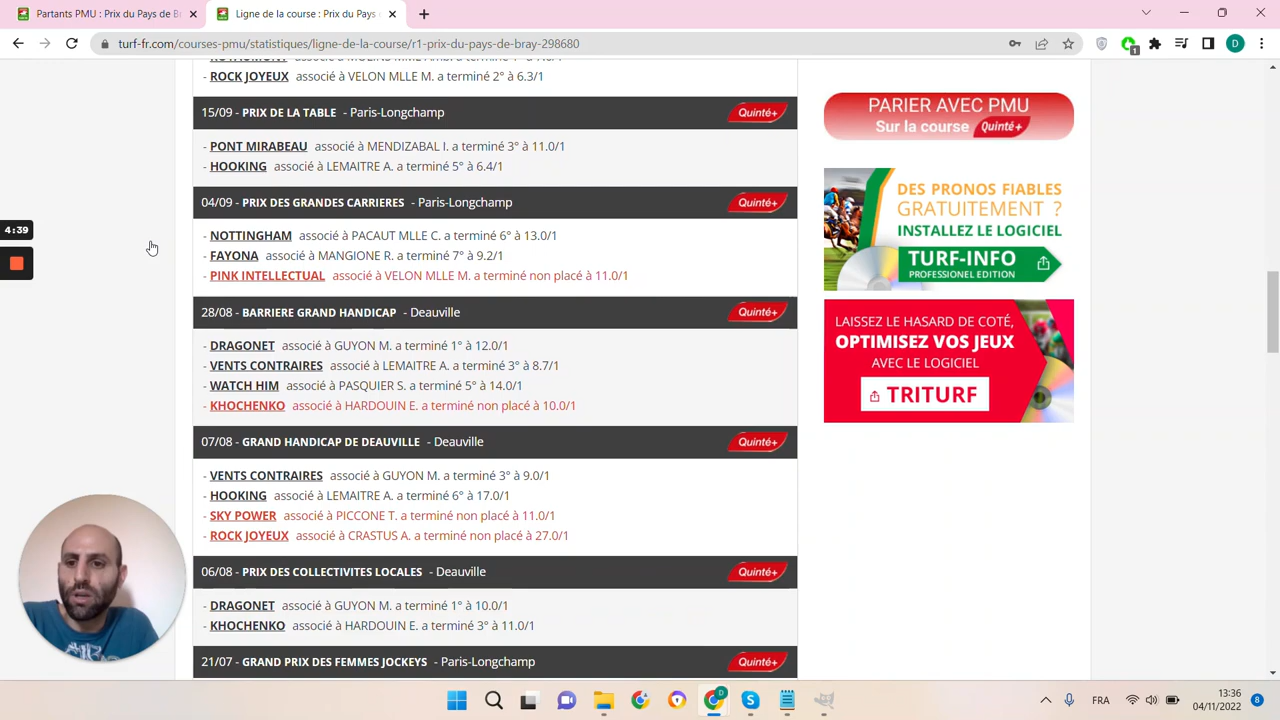 Partants PMU : Prix du Pays de B
Ligne de la course : Prix du Pays
turf-fr.com/courses-pmu/statistiques/ligne-de-la-course/r1-prix-du-pays-de-bray-298680
- ROCK JOYEUX associé à VELON MLLE M. a terminé 2° à 6.3/1
15/09 - PRIX DE LA TABLE - Paris-Longchamp Quinté+
- PONT MIRABEAU associé à MENDIZABAL I. a terminé 3° à 11.0/1
- HOOKING associé à LEMAITRE A. a terminé 5° à 6.4/1
04/09 - PRIX DES GRANDES CARRIERES - Paris-Longchamp Quinté+
- NOTTINGHAM associé à PACAUT MLLE C. a terminé 6° à 13.0/1
- FAYONA associé à MANGIONE R. a terminé 7° à 9.2/1
- PINK INTELLECTUAL associé à VELON MLLE M. a terminé non placé à 11.0/1
28/08 - BARRIERE GRAND HANDICAP - Deauville Quinté+
- DRAGONET associé à GUYON M. a terminé 1° à 12.0/1
- VENTS CONTRAIRES associé à LEMAITRE A. a terminé 3° à 8.7/1
- WATCH HIM associé à PASQUIER S. a terminé 5° à 14.0/1
- KHOCHENKO associé à HARDOUIN E. a terminé non placé à 10.0/1
07/08 - GRAND HANDICAP DE DEAUVILLE - Deauville Quinté+
- VENTS CONTRAIRES associé à GUYON M. a terminé 3° à 9.0/1
- HOOKING associé à LEMAITRE A. a terminé 6° à 17.0/1
- SKY POWER associé à PICCONE T. a terminé non placé à 11.0/1
- ROCK JOYEUX associé à CRASTUS A. a terminé non placé à 27.0/1
06/08 - PRIX DES COLLECTIVITES LOCALES - Deauville Quinté+
- DRAGONET associé à GUYON M. a terminé 1° à 10.0/1
- KHOCHENKO associé à HARDOUIN E. a terminé 3° à 11.0/1
21/07 - GRAND PRIX DES FEMMES JOCKEYS - Paris-Longchamp Quinté+
PARIER AVEC PMU
Sur la course Quinté+
DES PRONOS FIABLES
GRATUITEMENT ?
INSTALLEZ LE LOGICIEL
TURF-INFO
PROFESSIONEL EDITION
LAISSEZ LE HASARD DE COTÉ,
OPTIMISEZ VOS JEUX
AVEC LE LOGICIEL
TRITURF
4:39
1
D
D
FRA
13:36
04/11/2022
8